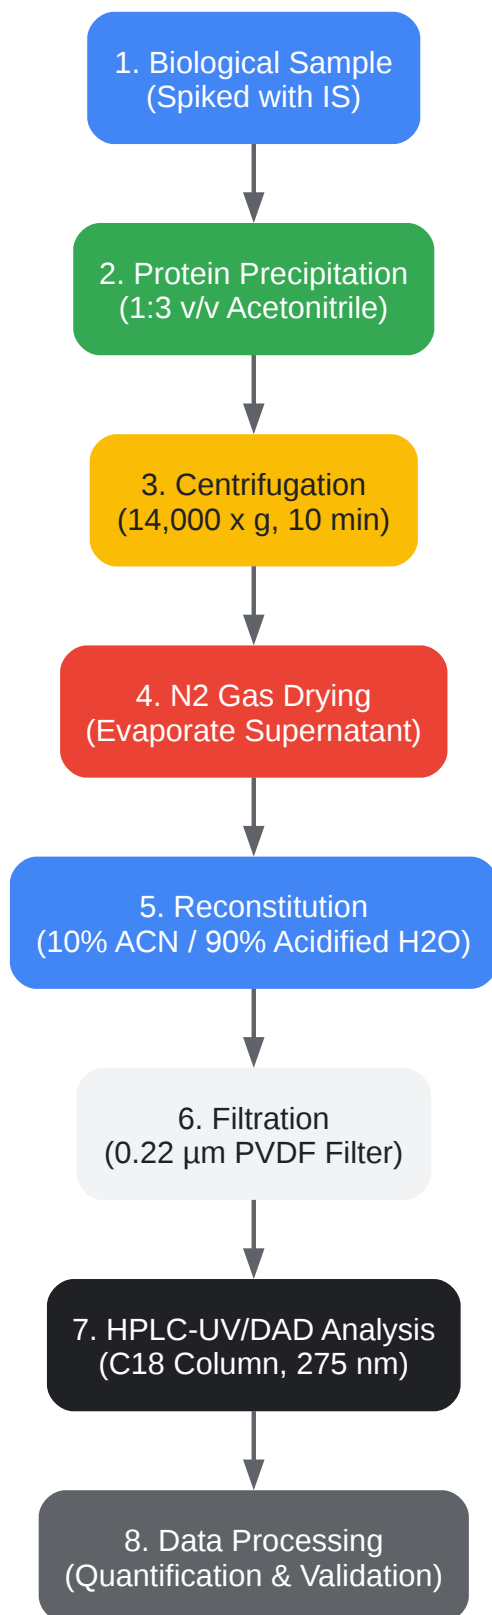 1. Biological Sample
(Spiked with IS)
2. Protein Precipitation
(1:3 v/v Acetonitrile)
3. Centrifugation
(14,000 x g, 10 min)
4. N2 Gas Drying
(Evaporate Supernatant)
5. Reconstitution
(10% ACN / 90% Acidified H2O)
6. Filtration
(0.22 µm PVDF Filter)
7. HPLC-UV/DAD Analysis
(C18 Column, 275 nm)
8. Data Processing
(Quantification & Validation)